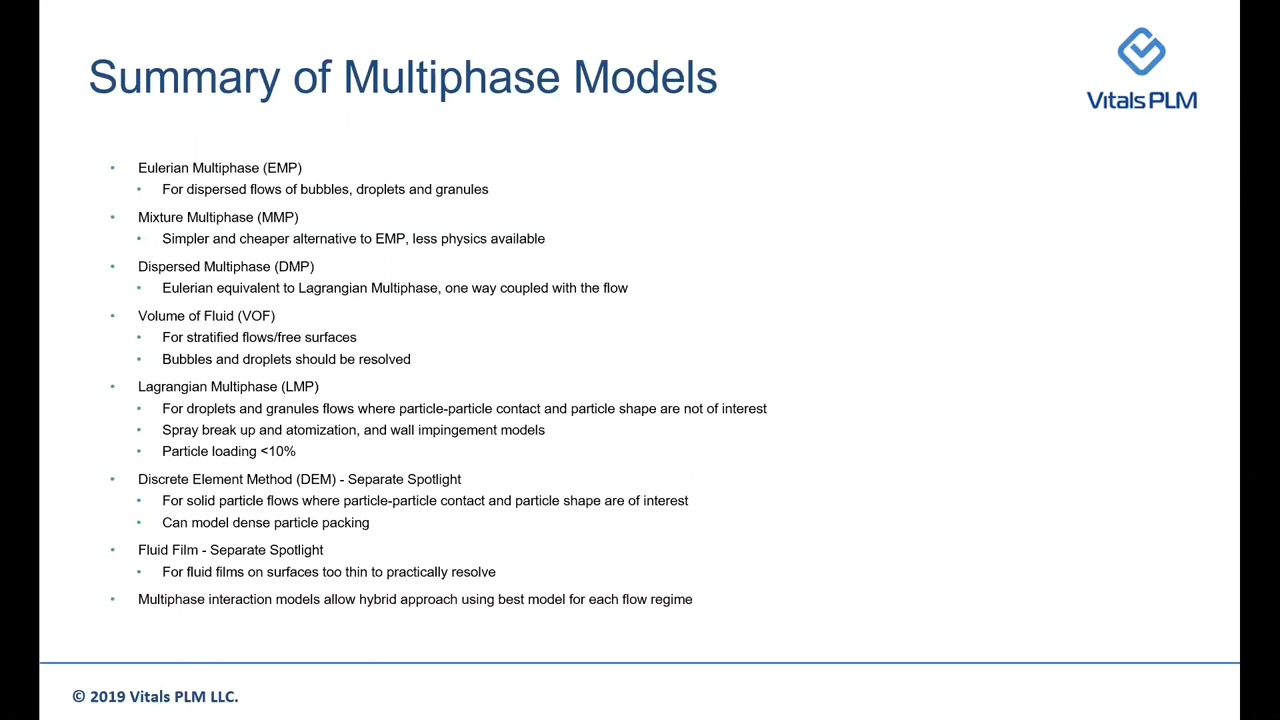 Summary of Multiphase Models
Vitals PLM
• Eulerian Multiphase (EMP)
• For dispersed flows of bubbles, droplets and granules
• Mixture Multiphase (MMP)
• Simpler and cheaper alternative to EMP, less physics available
• Dispersed Multiphase (DMP)
• Eulerian equivalent to Lagrangian Multiphase, one way coupled with the flow
• Volume of Fluid (VOF)
• For stratified flows/free surfaces
• Bubbles and droplets should be resolved
• Lagrangian Multiphase (LMP)
• For droplets and granules flows where particle-particle contact and particle shape are not of interest
• Spray break up and atomization, and wall impingement models
• Particle loading <10%
• Discrete Element Method (DEM) - Separate Spotlight
• For solid particle flows where particle-particle contact and particle shape are of interest
• Can model dense particle packing
• Fluid Film - Separate Spotlight
• For fluid films on surfaces too thin to practically resolve
• Multiphase interaction models allow hybrid approach using best model for each flow regime
© 2019 Vitals PLM LLC.